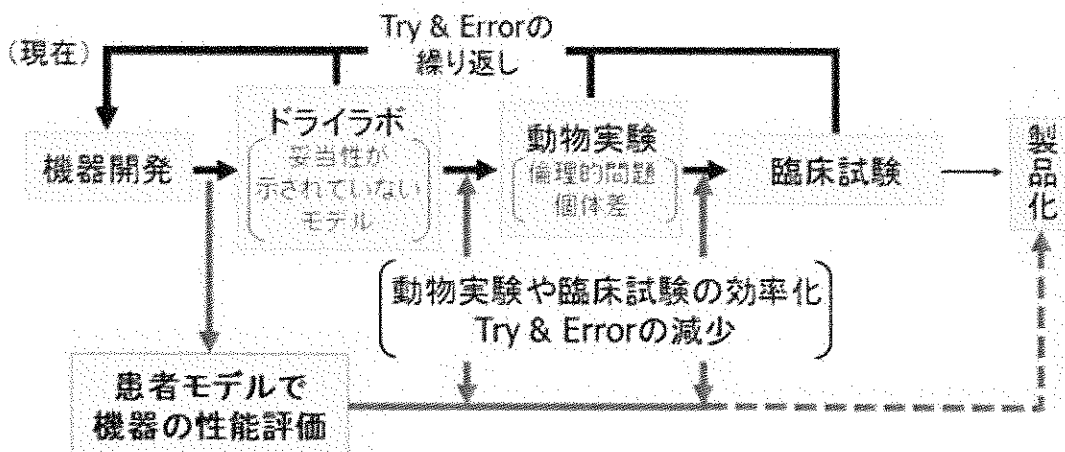 Try & Errorの
繰り返し
(現在)
機器開発
ドライラボ
妥当性が
示されていない
モデル
動物実験
倫理的問題
個体差
臨床試験
製品化
動物実験や臨床試験の効率化
Try & Errorの減少
患者モデルで
機器の性能評価